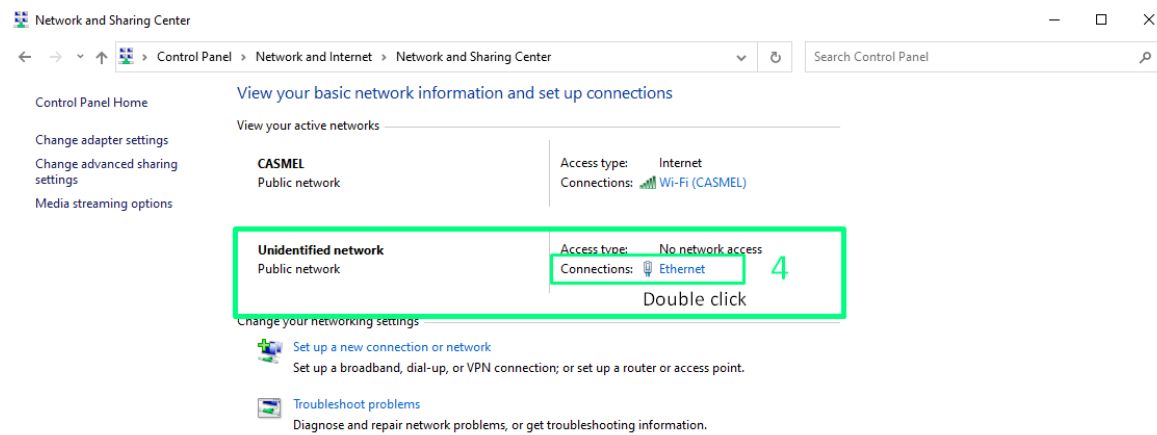 Network and Sharing Center
Control Panel > Network and Internet > Network and Sharing Center
Search Control Panel
Control Panel Home
Change adapter settings
Change advanced sharing
settings
Media streaming options
View your basic network information and set up connections
View your active networks
CASMEL
Public network
Access type: Internet
Connections: Wi-Fi (CASMEL)
Unidentified network
Public network
Access type: No network access
Connections: Ethernet
4
Double click
Change your networking settings
Set up a new connection or network
Set up a broadband, dial-up, or VPN connection; or set up a router or access point.
Troubleshoot problems
Diagnose and repair network problems, or get troubleshooting information.